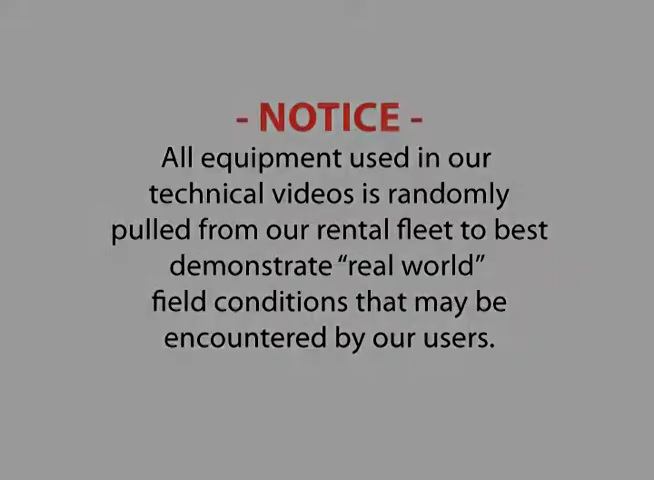 - NOTICE -
All equipment used in our
technical videos is randomly
pulled from our rental fleet to best
demonstrate “real world”
field conditions that may be
encountered by our users.